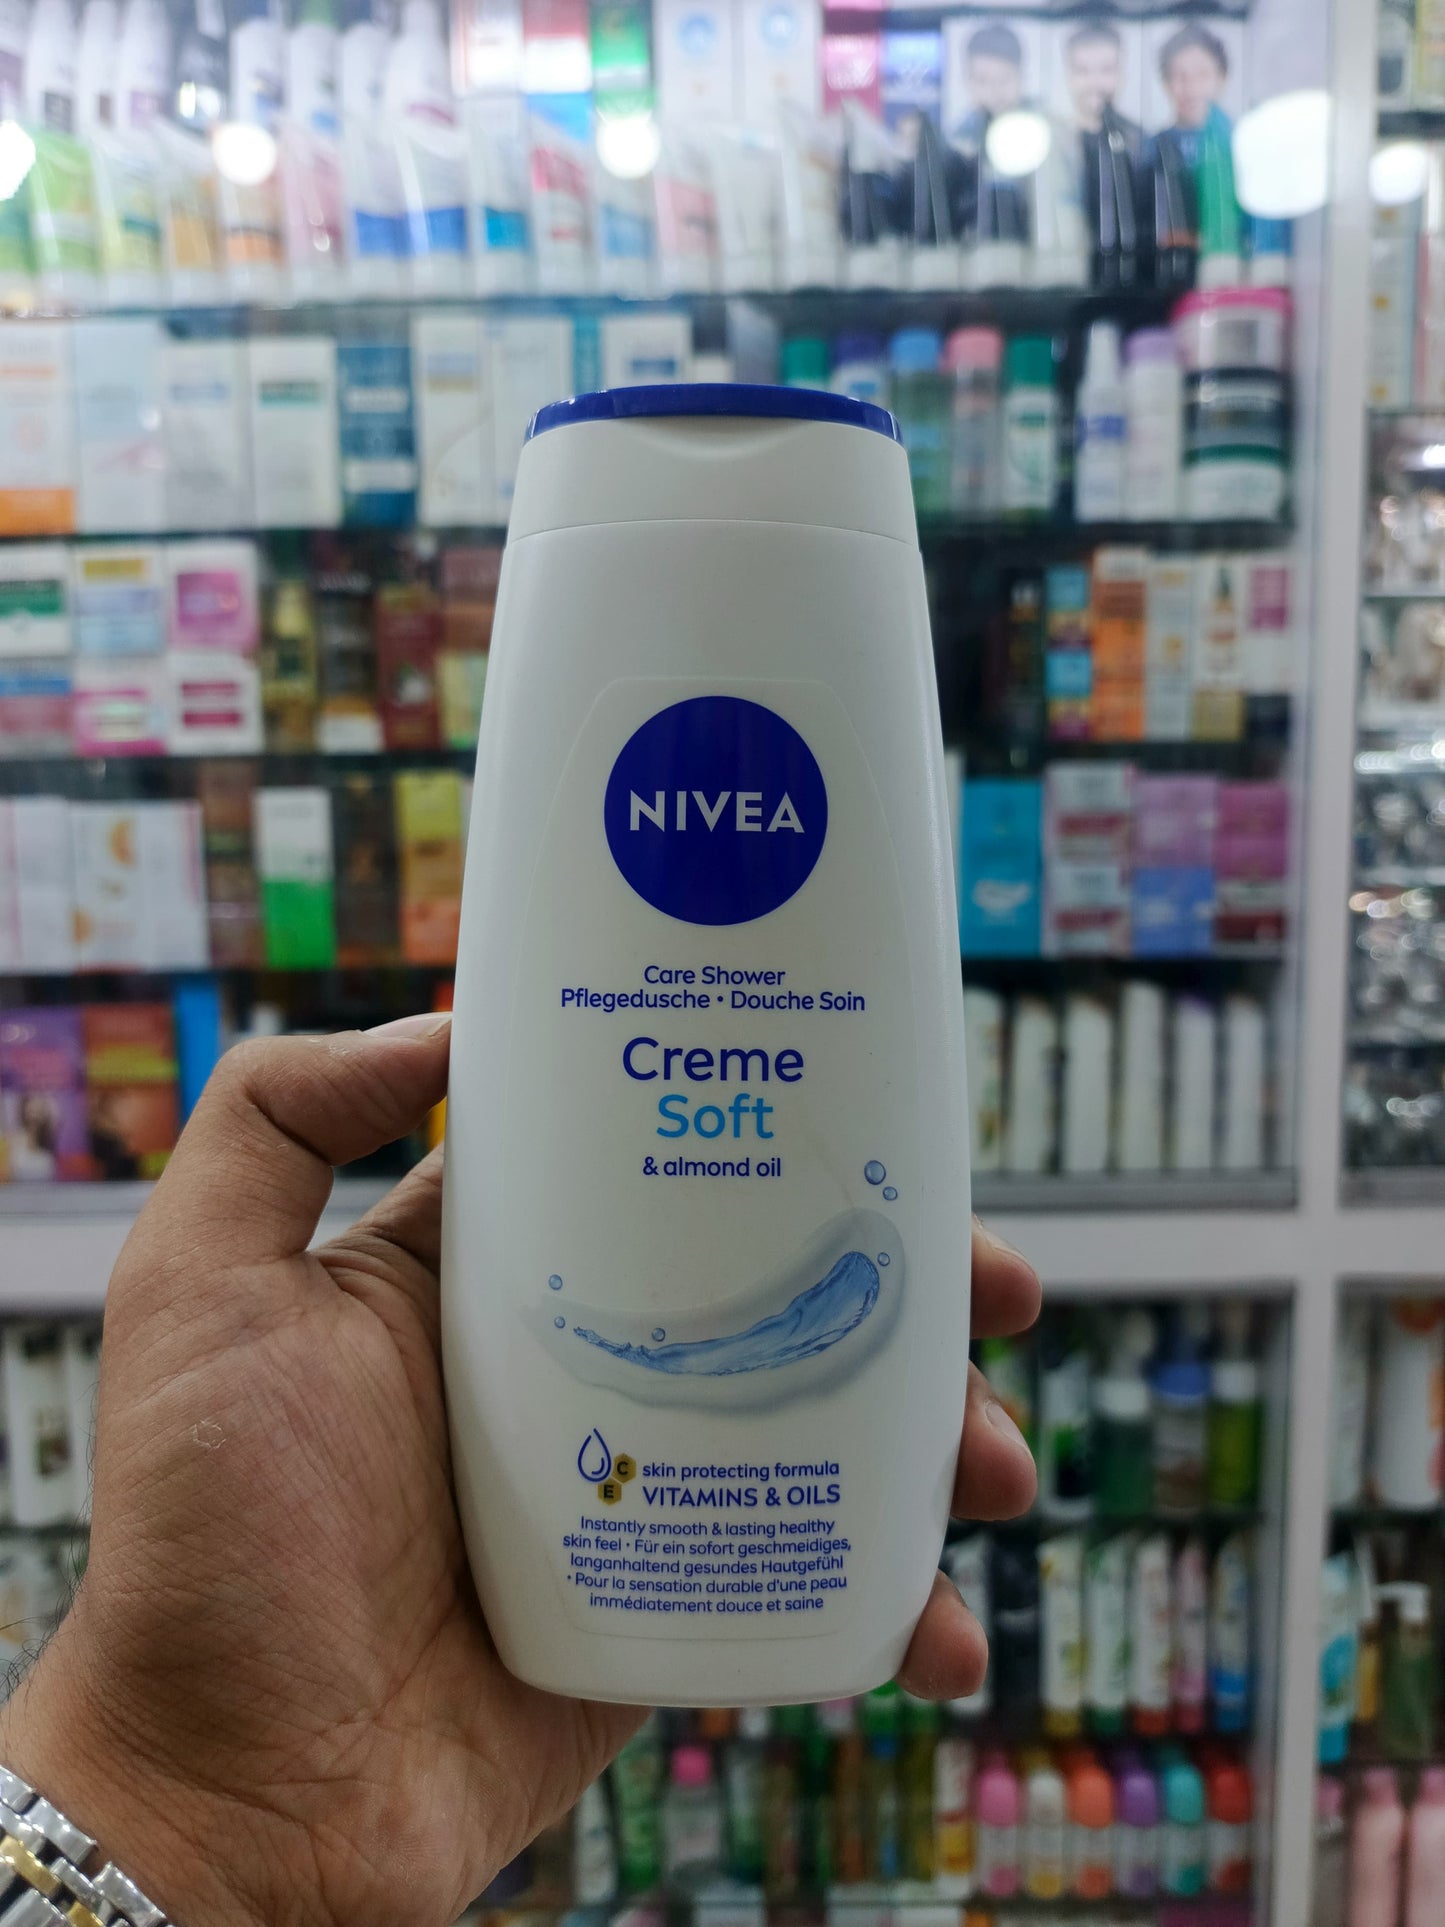 NIVEA
Care Shower
Pflegedusche • Douche Soin
Creme
Soft
& almond oil
C
E
skin protecting formula
VITAMINS & OILS
Instantly smooth & lasting healthy
skin feel • Für ein sofort geschmeidiges,
langanhaltend gesundes Hautgefühl
• Pour la sensation durable d'une peau
immédiatement douce et saine